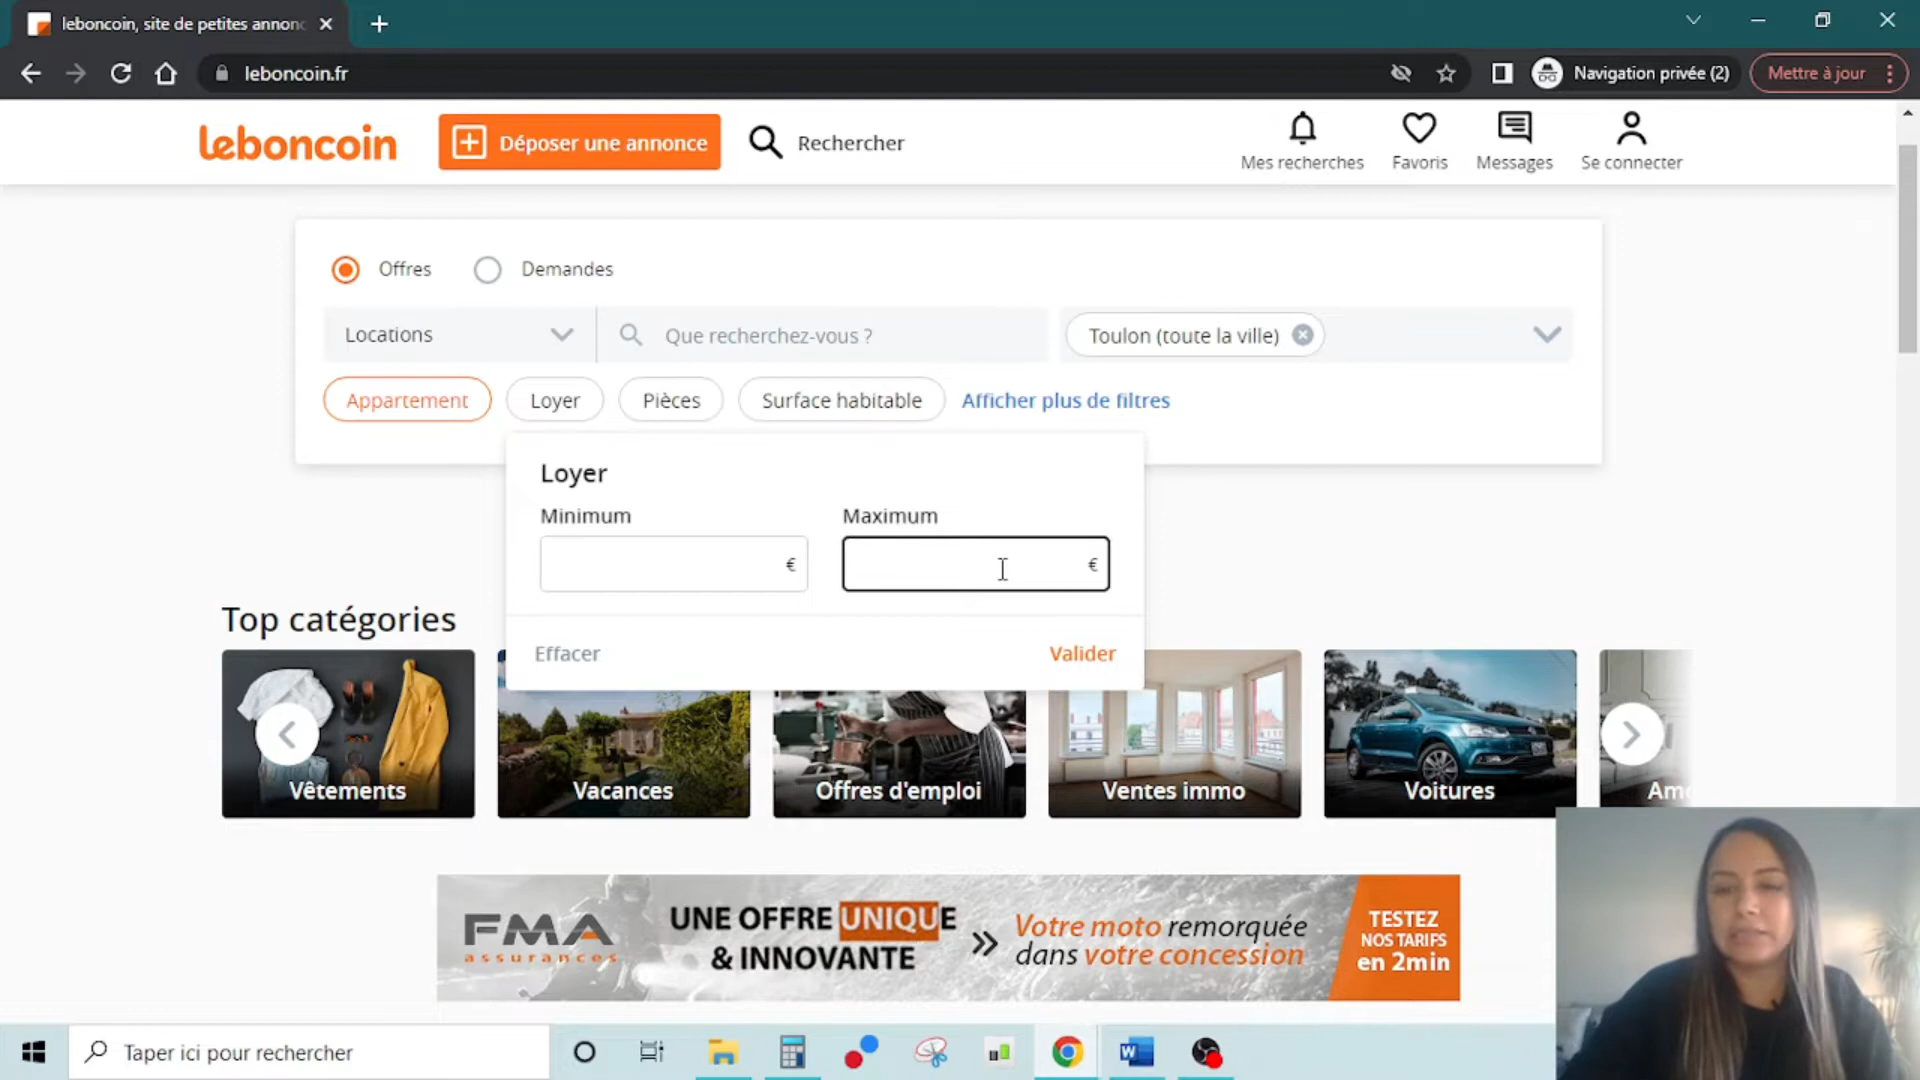 leboncoin, site de petites annonc
leboncoin.fr
Navigation privée (2)
Mettre à jour
leboncoin
Déposer une annonce
Rechercher
Mes recherches
Favoris
Messages
Se connecter
Offres
Demandes
Locations
Que recherchez-vous ?
Toulon (toute la ville)
Appartement
Loyer
Pièces
Surface habitable
Afficher plus de filtres
Loyer
Minimum
Maximum
€
€
Effacer
Valider
Top catégories
Vêtements
Vacances
Offres d'emploi
Ventes immo
Voitures
Am
FMA
assurances
UNE OFFRE UNIQUE
& INNOVANTE
Votre moto remorquée
dans votre concession
TESTEZ
NOS TARIFS
en 2min
Taper ici pour rechercher